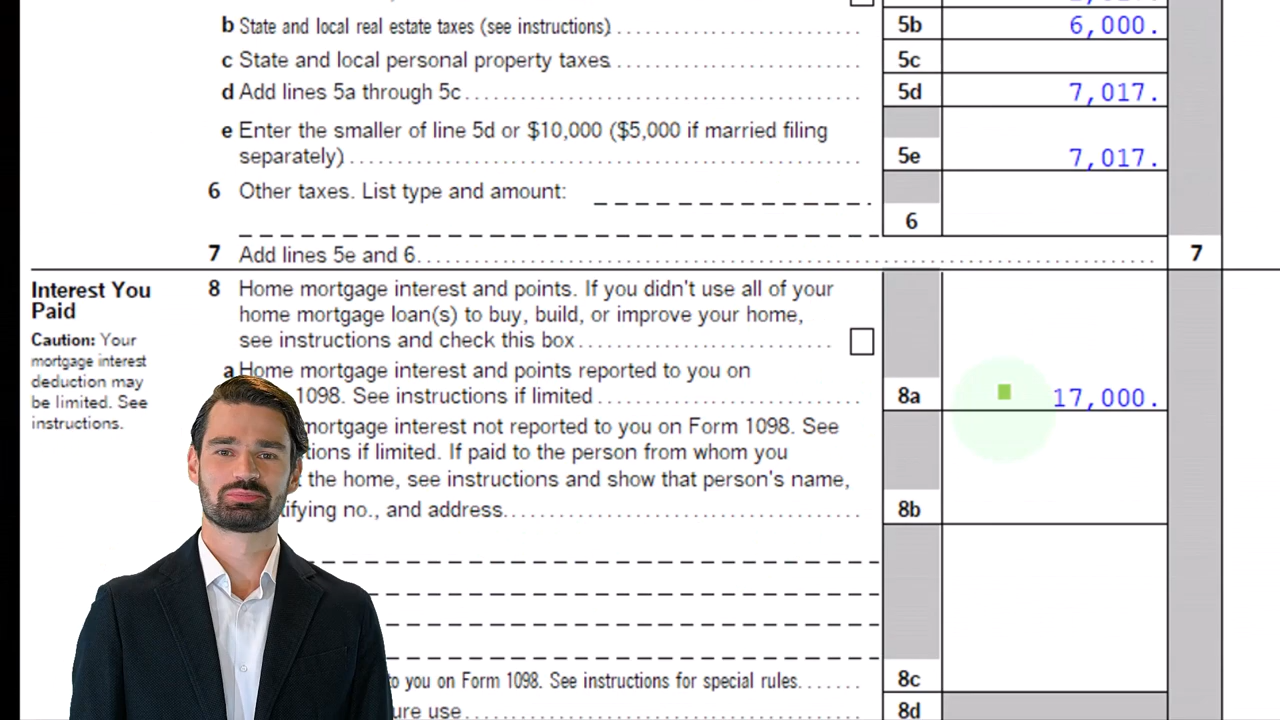 b State and local real estate taxes (see instructions) 5b 6,000.
c State and local personal property taxes 5c
d Add lines 5a through 5c 5d 7,017.
e Enter the smaller of line 5d or $10,000 ($5,000 if married filing
separately) 5e 7,017.
6 Other taxes. List type and amount:
6
7 Add lines 5e and 6. 7
Interest You
Paid
Caution: Your
mortgage interest
deduction may
be limited. See
instructions.
8 Home mortgage interest and points. If you didn't use all of your
home mortgage loan(s) to buy, build, or improve your home,
see instructions and check this box
a Home mortgage interest and points reported to you on
1098. See instructions if limited 8a 17,000.
mortgage interest not reported to you on Form 1098. See
tions if limited. If paid to the person from whom you
the home, see instructions and show that person's name,
tifying no., and address. 8b
to you on Form 1098. See instructions for special rules. 8c
ure use 8d